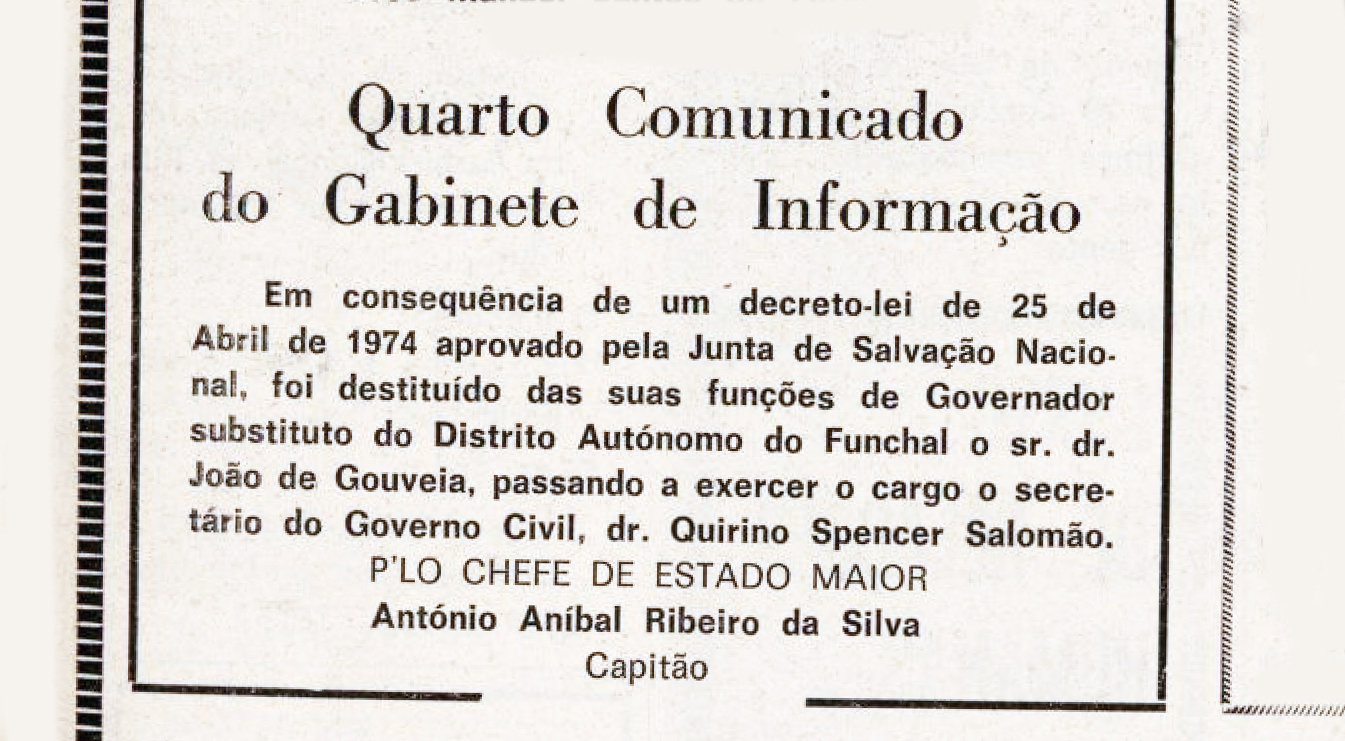 Quarto Comunicado
do Gabinete de Informação
Em consequência de um decreto-lei de 25 de
Abril de 1974 aprovado pela Junta de Salvação Nacio-
nal, foi destituído das suas funções de Governador
substituto do Distrito Autónomo do Funchal o sr. dr.
João de Gouveia, passando a exercer o cargo o secre-
tário do Governo Civil, dr. Quirino Spencer Salomão.
P'LO CHEFE DE ESTADO MAIOR
António Aníbal Ribeiro da Silva
Capitão